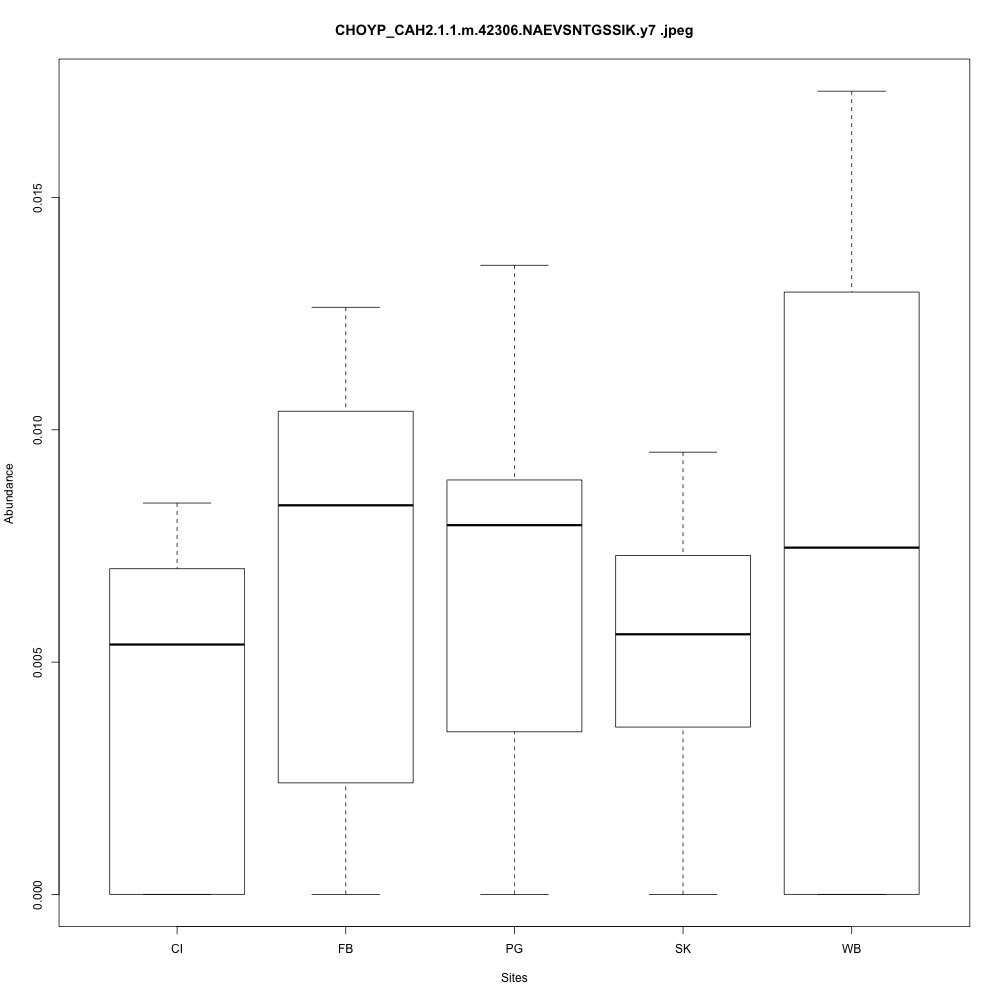 CHOYP_CAH2.1.1.m.42306.NAEVSNTGSSIK.y7 .jpeg
Abundance
0.015
0.010
0.005
0.000
CI FB PG SK WB
Sites